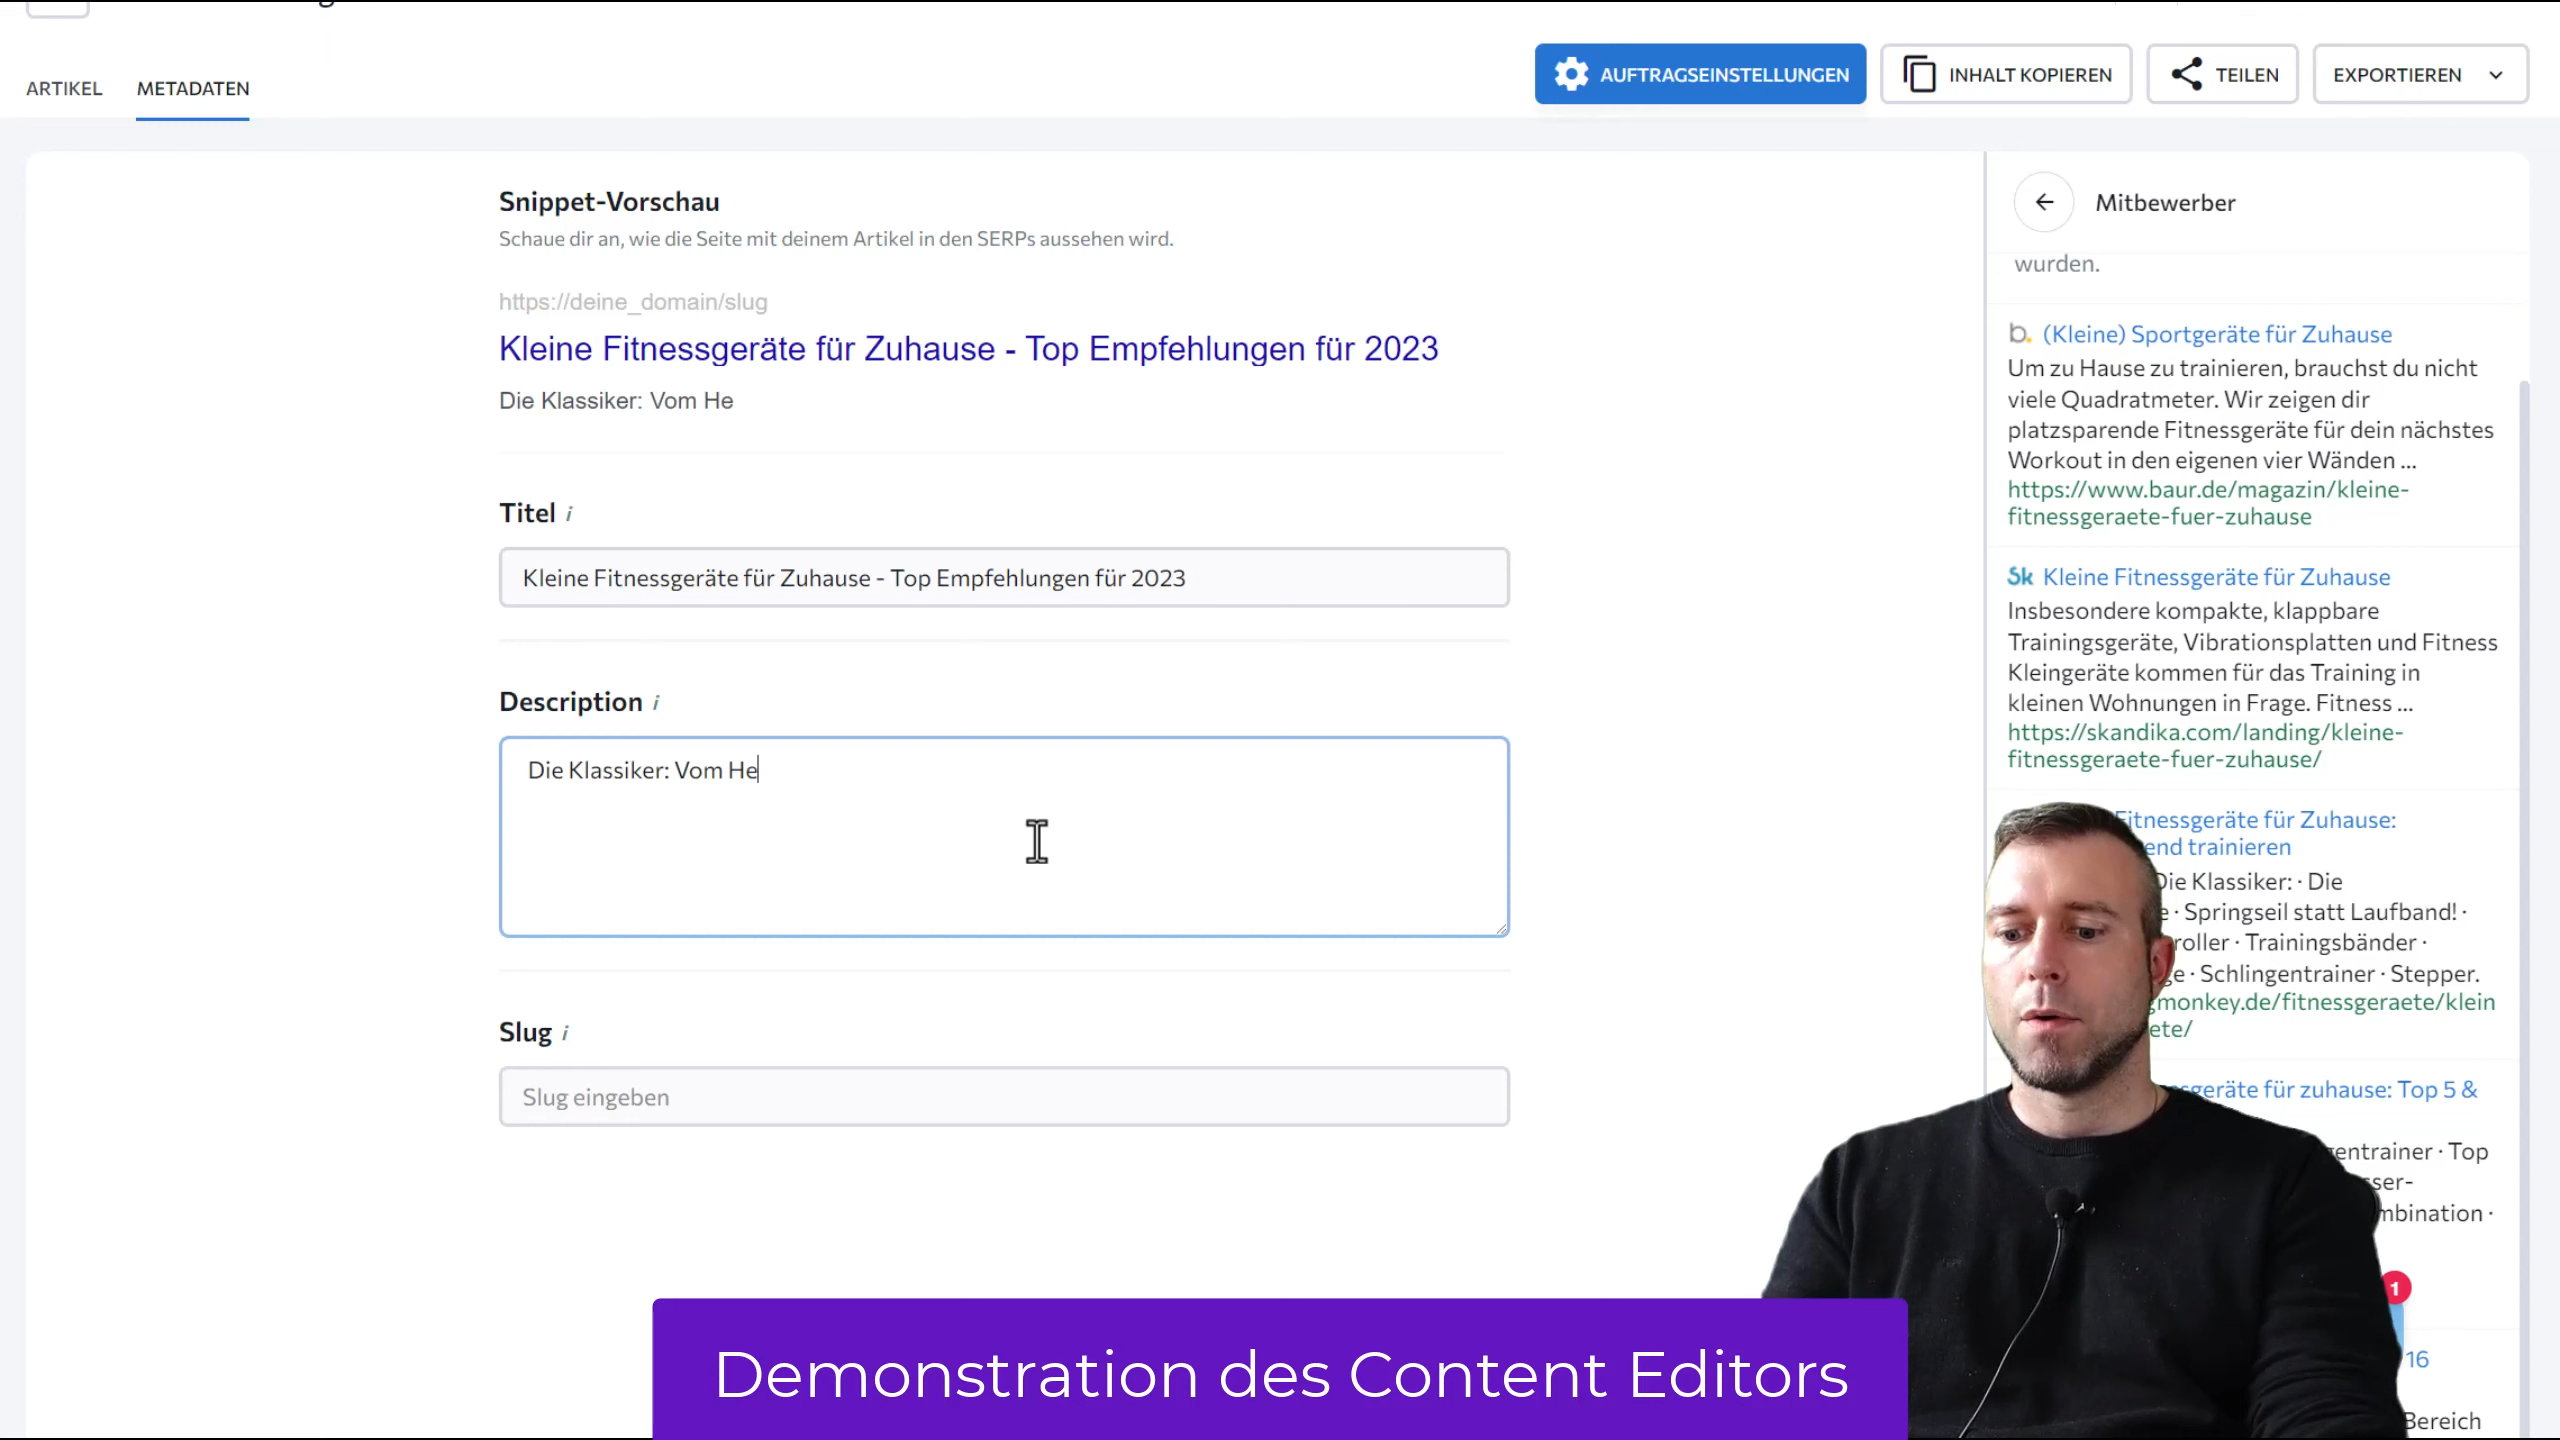 ARTIKEL
METADATEN
AUFTRAGSEINSTELLUNGEN
INHALT KOPIEREN
TEILEN
EXPORTIEREN
Snippet-Vorschau
Schaue dir an, wie die Seite mit deinem Artikel in den SERPs aussehen wird.
https://deine_domain/slug
Kleine Fitnessgeräte für Zuhause - Top Empfehlungen für 2023
Die Klassiker: Vom He
Titel i
Kleine Fitnessgeräte für Zuhause - Top Empfehlungen für 2023
Description i
Die Klassiker: Vom He
Slug i
Slug eingeben
Mitbewerber
wurden.
b. (Kleine) Sportgeräte für Zuhause
Um zu Hause zu trainieren, brauchst du nicht
viele Quadratmeter. Wir zeigen dir
platzsparende Fitnessgeräte für dein nächstes
Workout in den eigenen vier Wänden ...
https://www.baur.de/magazin/kleine-
fitnessgeraete-fuer-zuhause
Sk Kleine Fitnessgeräte für Zuhause
Insbesondere kompakte, klappbare
Trainingsgeräte, Vibrationsplatten und Fitness
Kleingeräte kommen für das Training in
kleinen Wohnungen in Frage. Fitness ...
https://skandika.com/landing/kleine-
fitnessgeraete-fuer-zuhause/
Fitnessgeräte für Zuhause:
end trainieren
Die Klassiker: · Die
e · Springseil statt Laufband! ·
roller · Trainingsbänder ·
ge · Schlingentrainer · Stepper.
gmonkey.de/fitnessgeraete/klein
ete/
sgeräte für zuhause: Top 5 &
entrainer · Top
sser-
mbination ·
1
16
Bereich
Demonstration des Content Editors